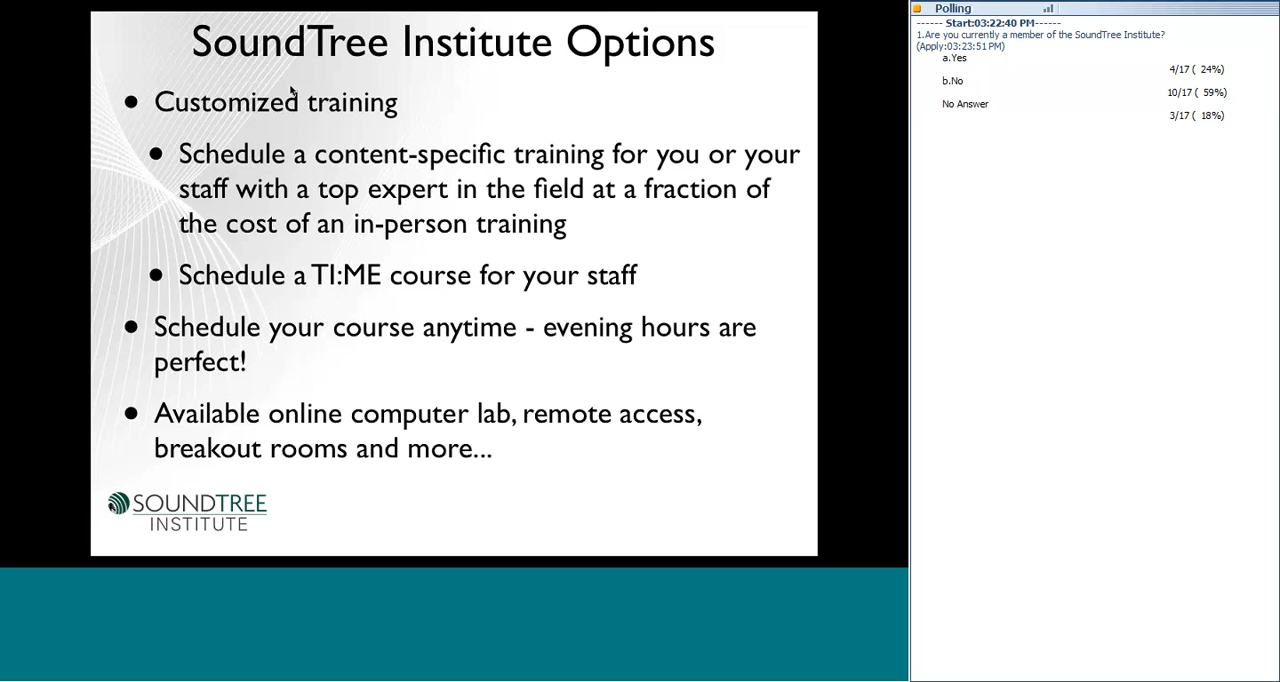 SoundTree Institute Options
• Customized training
• Schedule a content-specific training for you or your
staff with a top expert in the field at a fraction of
the cost of an in-person training
• Schedule a TI:ME course for your staff
• Schedule your course anytime - evening hours are
perfect!
• Available online computer lab, remote access,
breakout rooms and more...
SOUNDTREE
INSTITUTE
Polling
------ Start:03:22:40 PM------
1.Are you currently a member of the SoundTree Institute?
(Apply:03:23:51 PM)
a.Yes
4/17 ( 24%)
b.No
10/17 ( 59%)
No Answer
3/17 ( 18%)